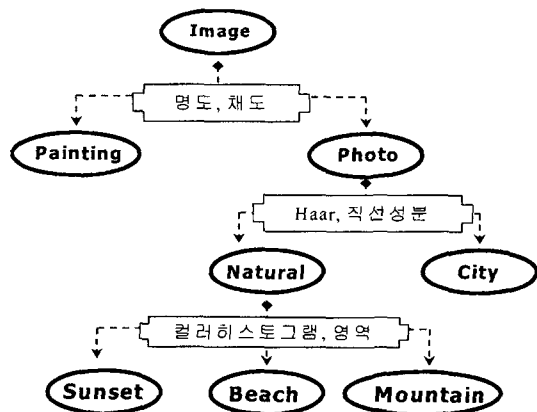 Image
명도, 채도
Painting
Photo
Haar, 직선성분
Natural
City
컬러히스토그램, 영역
Sunset
Beach
Mountain